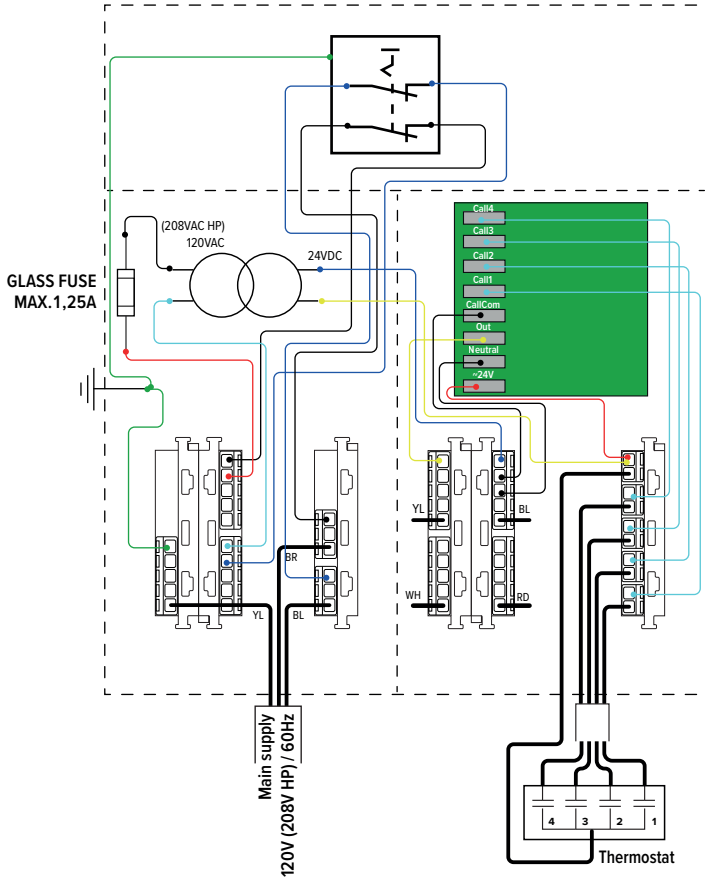 (208VAC HP)
120VAC
24VDC
GLASS FUSE
MAX.1,25A
Call4
Call3
Call2
Call1
CallCom
Out
Neutral
~24V
YL
BL
BR
WH
RD
YL
BL
Main supply
120V (208V HP) / 60Hz
4
3
2
1
Thermostat